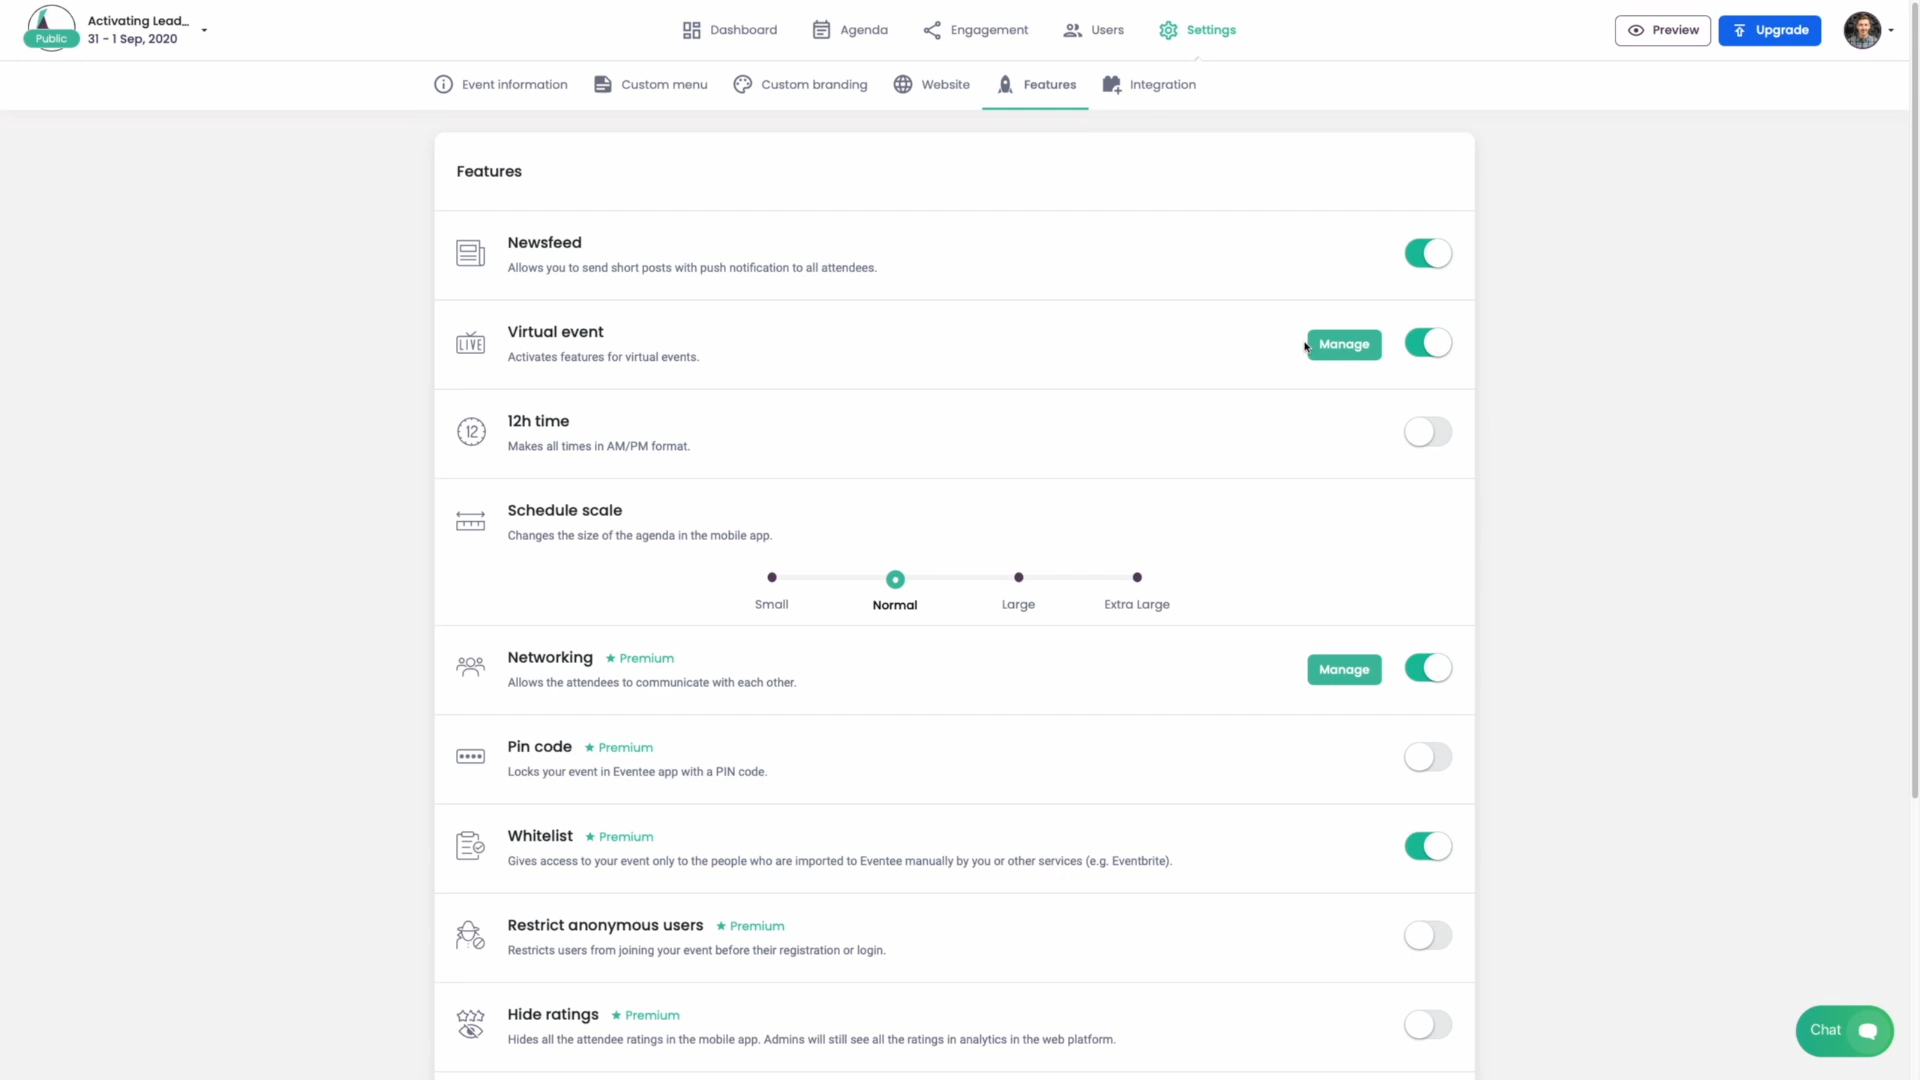 Activating Lead...
Public
31 - 1 Sep, 2020
Dashboard
Agenda
Engagement
Users
Settings
Preview
Upgrade
Event information
Custom menu
Custom branding
Website
Features
Integration
Features
Newsfeed
Allows you to send short posts with push notification to all attendees.
LIVE
Virtual event
Activates features for virtual events.
Manage
12
12h time
Makes all times in AM/PM format.
Schedule scale
Changes the size of the agenda in the mobile app.
Small
Normal
Large
Extra Large
Networking ★ Premium
Allows the attendees to communicate with each other.
Manage
Pin code ★ Premium
Locks your event in Eventee app with a PIN code.
Whitelist ★ Premium
Gives access to your event only to the people who are imported to Eventee manually by you or other services (e.g. Eventbrite).
Restrict anonymous users ★ Premium
Restricts users from joining your event before their registration or login.
Hide ratings ★ Premium
Hides all the attendee ratings in the mobile app. Admins will still see all the ratings in analytics in the web platform.
Chat